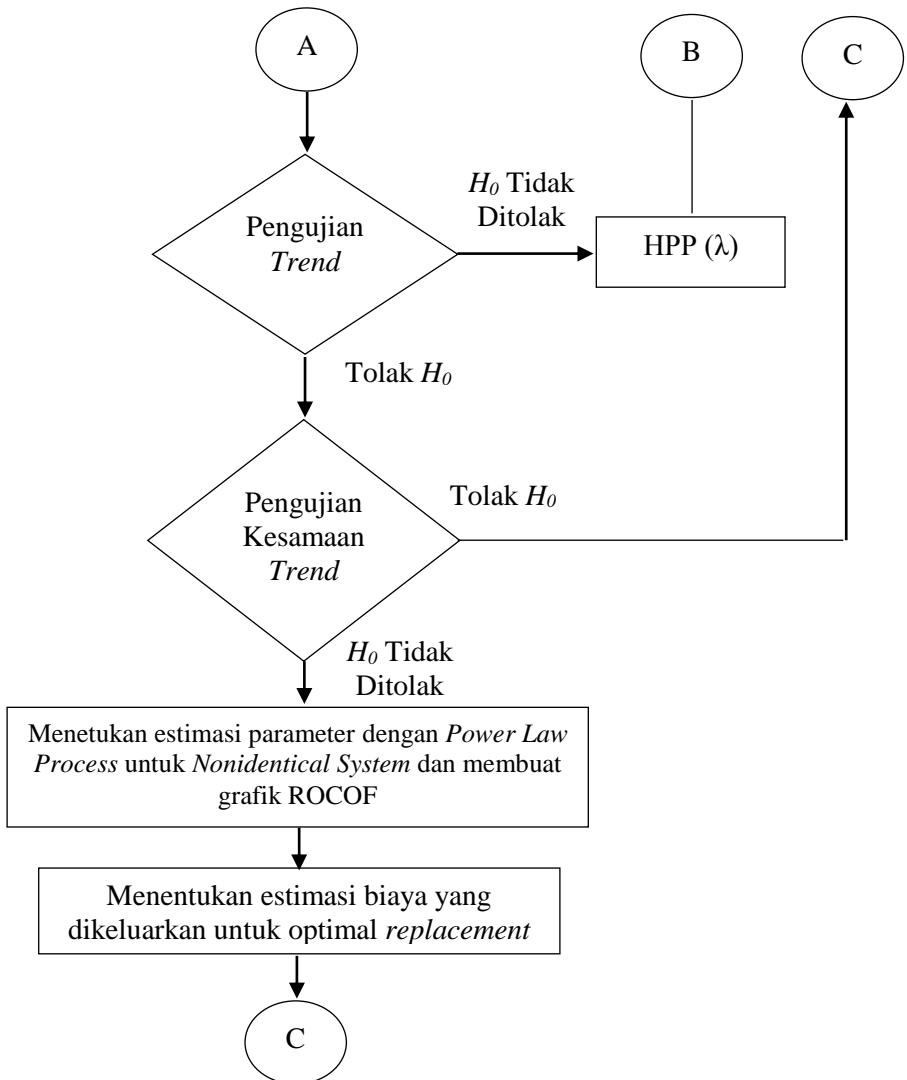 A
B
C
H0 Tidak
Ditolak
Pengujian
Trend
HPP (λ)
Tolak H0
Pengujian
Kesamaan
Trend
Tolak H0
H0 Tidak
Ditolak
Menetukan estimasi parameter dengan Power Law
Process untuk Nonidentical System dan membuat
grafik ROCOF
Menentukan estimasi biaya yang
dikeluarkan untuk optimal replacement
C